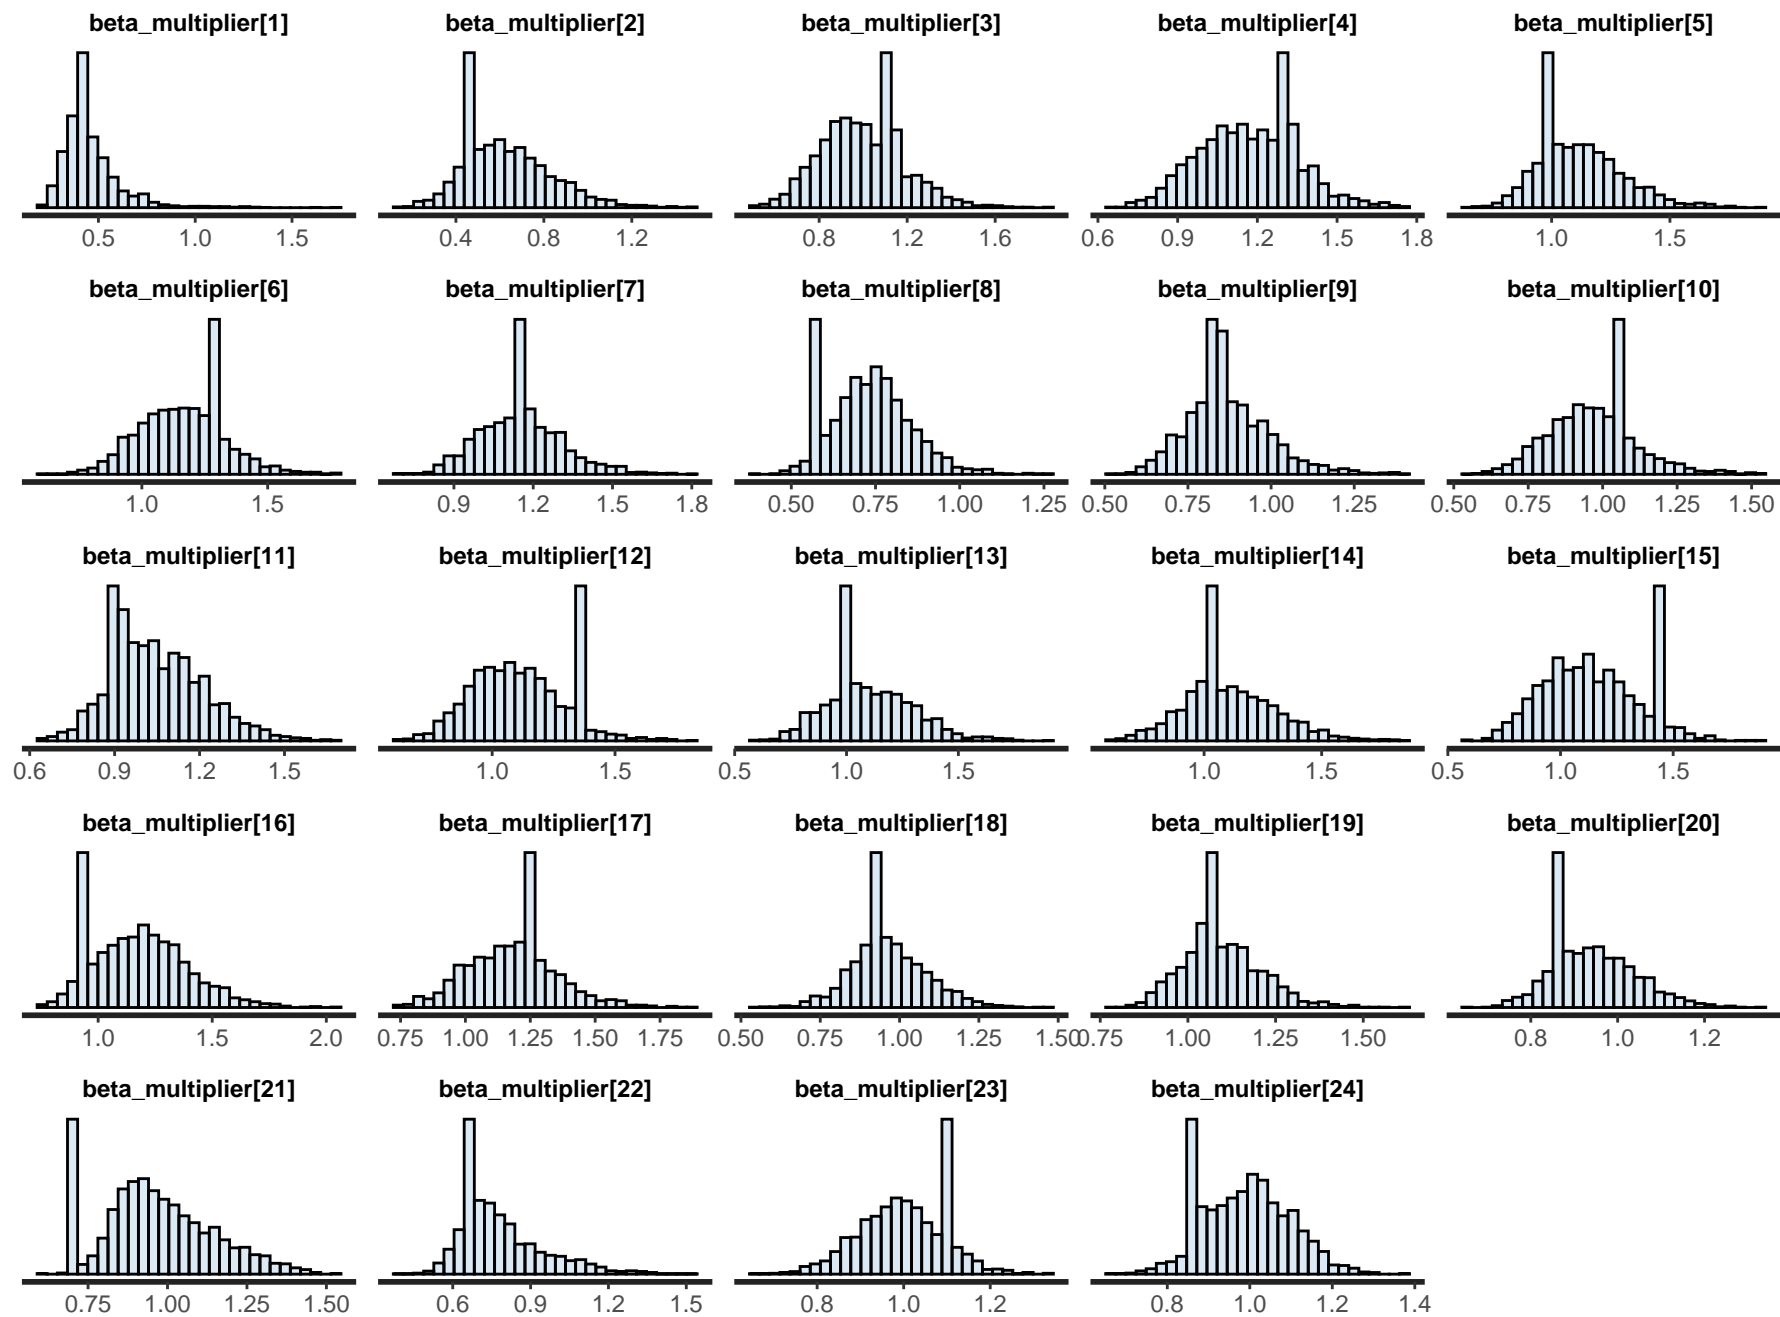 beta_multiplier[1] beta_multiplier[2] beta_multiplier[3] beta_multiplier[4] beta_multiplier[5]
0.5 1.0 1.5 0.4 0.8 1.2 0.8 1.2 1.6 0.6 0.9 1.2 1.5 1.8 1.0 1.5
beta_multiplier[6] beta_multiplier[7] beta_multiplier[8] beta_multiplier[9] beta_multiplier[10]
1.0 1.5 0.9 1.2 1.5 1.8 0.50 0.75 1.00 1.25 0.50 0.75 1.00 1.25 0.50 0.75 1.00 1.25 1.50
beta_multiplier[11] beta_multiplier[12] beta_multiplier[13] beta_multiplier[14] beta_multiplier[15]
0.6 0.9 1.2 1.5 1.0 1.5 0.5 1.0 1.5 1.0 1.5 0.5 1.0 1.5
beta_multiplier[16] beta_multiplier[17] beta_multiplier[18] beta_multiplier[19] beta_multiplier[20]
1.0 1.5 2.0 0.75 1.00 1.25 1.50 1.75 0.50 0.75 1.00 1.25 1.50 0.75 1.00 1.25 1.50 0.8 1.0 1.2
beta_multiplier[21] beta_multiplier[22] beta_multiplier[23] beta_multiplier[24]
0.75 1.00 1.25 1.50 0.6 0.9 1.2 1.5 0.8 1.0 1.2 0.8 1.0 1.2 1.4